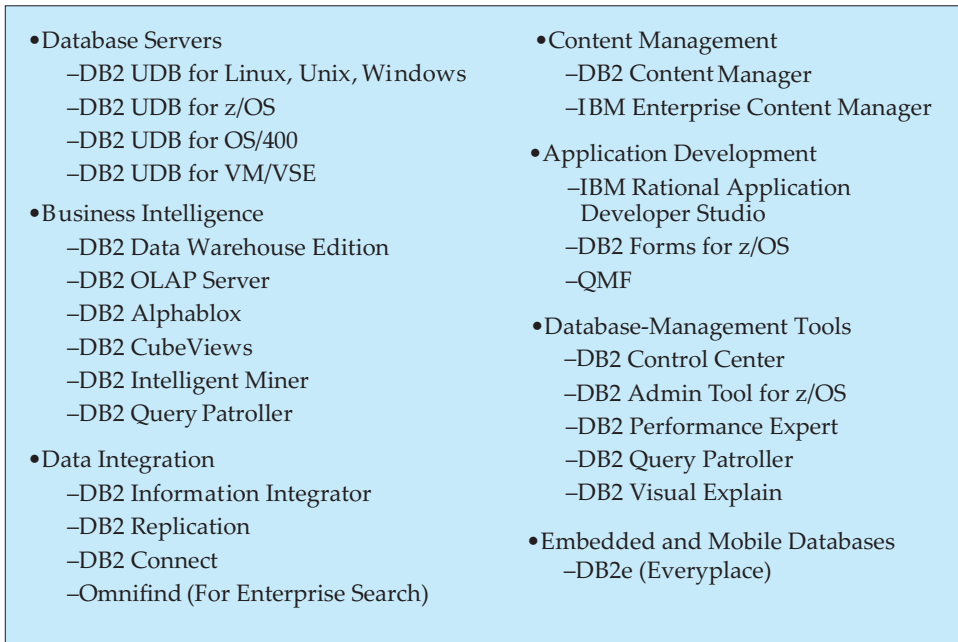 •Database Servers
–DB2 UDB for Linux, Unix, Windows
–DB2 UDB for z/OS
–DB2 UDB for OS/400
–DB2 UDB for VM/VSE
•Business Intelligence
–DB2 Data Warehouse Edition
–DB2 OLAP Server
–DB2 Alphablox
–DB2 CubeViews
–DB2 Intelligent Miner
–DB2 Query Patroller
•Data Integration
–DB2 Information Integrator
–DB2 Replication
–DB2 Connect
–Omnifind (For Enterprise Search)
•Content Management
–DB2 Content Manager
–IBM Enterprise Content Manager
•Application Development
–IBM Rational Application
Developer Studio
–DB2 Forms for z/OS
–QMF
•Database-Management Tools
–DB2 Control Center
–DB2 Admin Tool for z/OS
–DB2 Performance Expert
–DB2 Query Patroller
–DB2 Visual Explain
•Embedded and Mobile Databases
–DB2e (Everyplace)